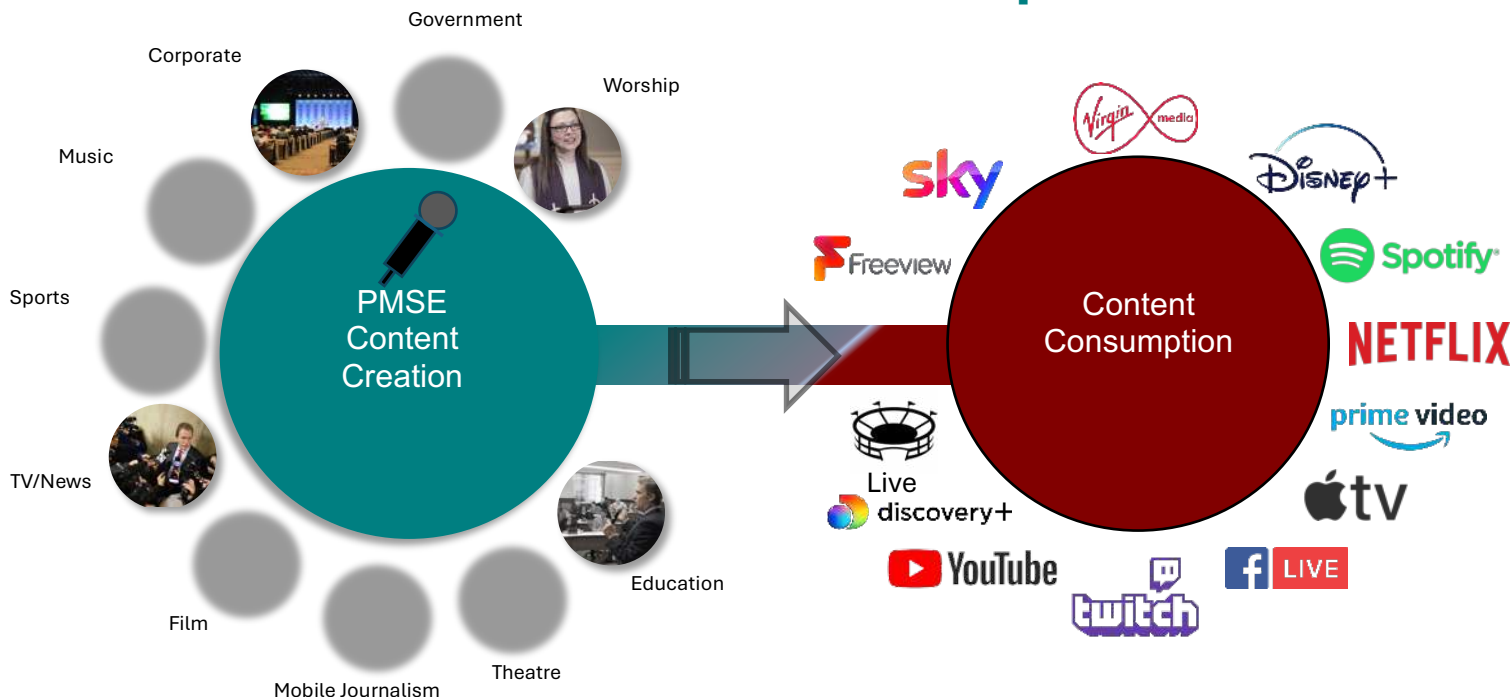 Government
Corporate
Worship
Music
Sports
TV/News
Film
Mobile Journalism
Theatre
Education
PMSE
Content
Creation
Content
Consumption
Virgin media
sky
Disney+
Freeview
Spotify
NETFLIX
prime video
tv
Live
discovery+
YouTube
twitch
f LIVE